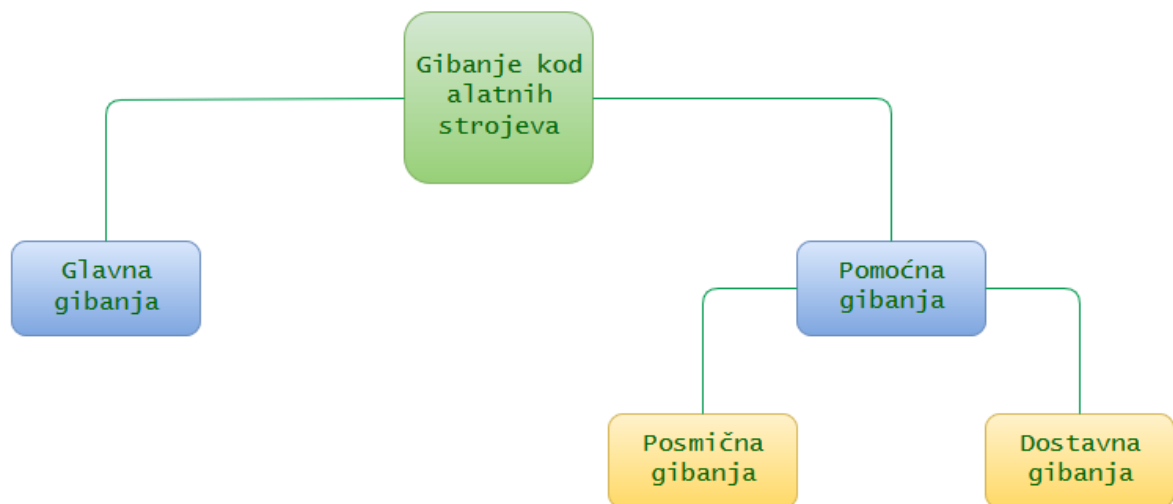 Gibanje kod
alatnih
strojeva
Glavna
gibanja
Pomoćna
gibanja
Posmična
gibanja
Dostavna
gibanja